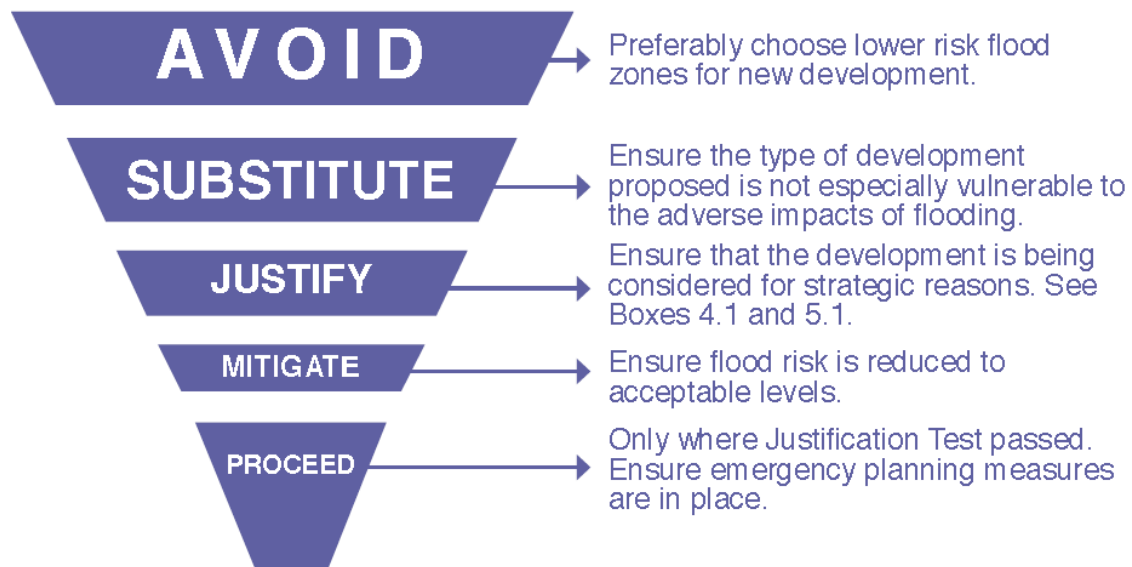 AVOID
Preferably choose lower risk flood
zones for new development.
SUBSTITUTE
Ensure the type of development
proposed is not especially vulnerable to
the adverse impacts of flooding.
JUSTIFY
Ensure that the development is being
considered for strategic reasons. See
Boxes 4.1 and 5.1.
MITIGATE
Ensure flood risk is reduced to
acceptable levels.
PROCEED
Only where Justification Test passed.
Ensure emergency planning measures
are in place.